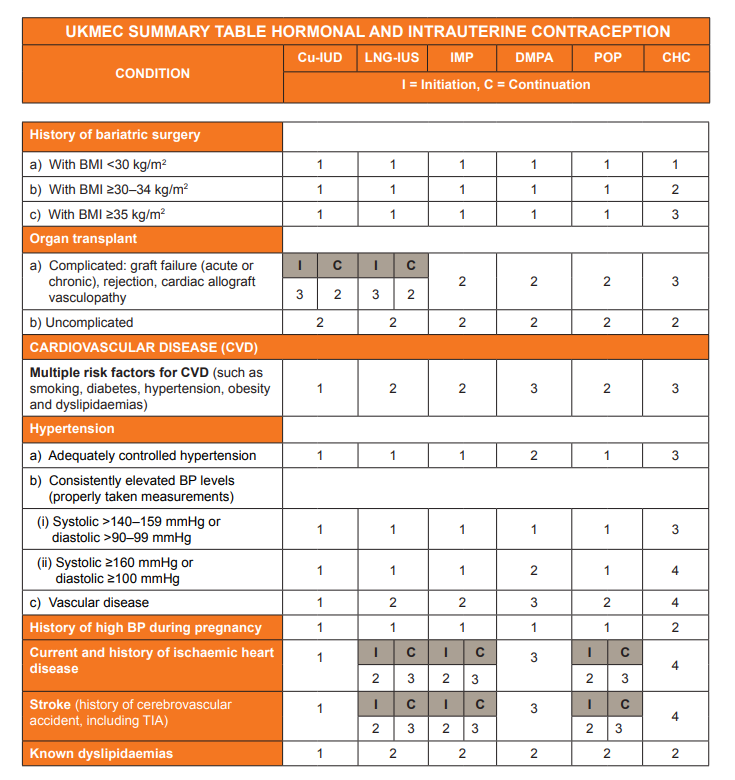 UKMEC SUMMARY TABLE HORMONAL AND INTRAUTERINE CONTRACEPTION
CONDITION Cu-IUD LNG-IUS IMP DMPA POP CHC
I = Initiation, C = Continuation
History of bariatric surgery
a) With BMI <30 kg/m² 1 1 1 1 1 1
b) With BMI ≥30–34 kg/m² 1 1 1 1 1 2
c) With BMI ≥35 kg/m² 1 1 1 1 1 3
Organ transplant
a) Complicated: graft failure (acute or I C I C
chronic), rejection, cardiac allograft 2 2 2 3
vasculopathy 3 2 3 2
b) Uncomplicated 2 2 2 2 2 2
CARDIOVASCULAR DISEASE (CVD)
Multiple risk factors for CVD (such as
smoking, diabetes, hypertension, obesity 1 2 2 3 2 3
and dyslipidaemias)
Hypertension
a) Adequately controlled hypertension 1 1 1 2 1 3
b) Consistently elevated BP levels
(properly taken measurements)
(i) Systolic >140–159 mmHg or 1 1 1 1 1 3
diastolic >90–99 mmHg
(ii) Systolic ≥160 mmHg or 1 1 1 2 1 4
diastolic ≥100 mmHg
c) Vascular disease 1 2 2 3 2 4
History of high BP during pregnancy 1 1 1 1 1 2
Current and history of ischaemic heart 1 I C I C 3 I C 4
disease 2 3 2 3 2 3
Stroke (history of cerebrovascular 1 I C I C 3 I C 4
accident, including TIA) 2 3 2 3 2 3
Known dyslipidaemias 1 2 2 2 2 2